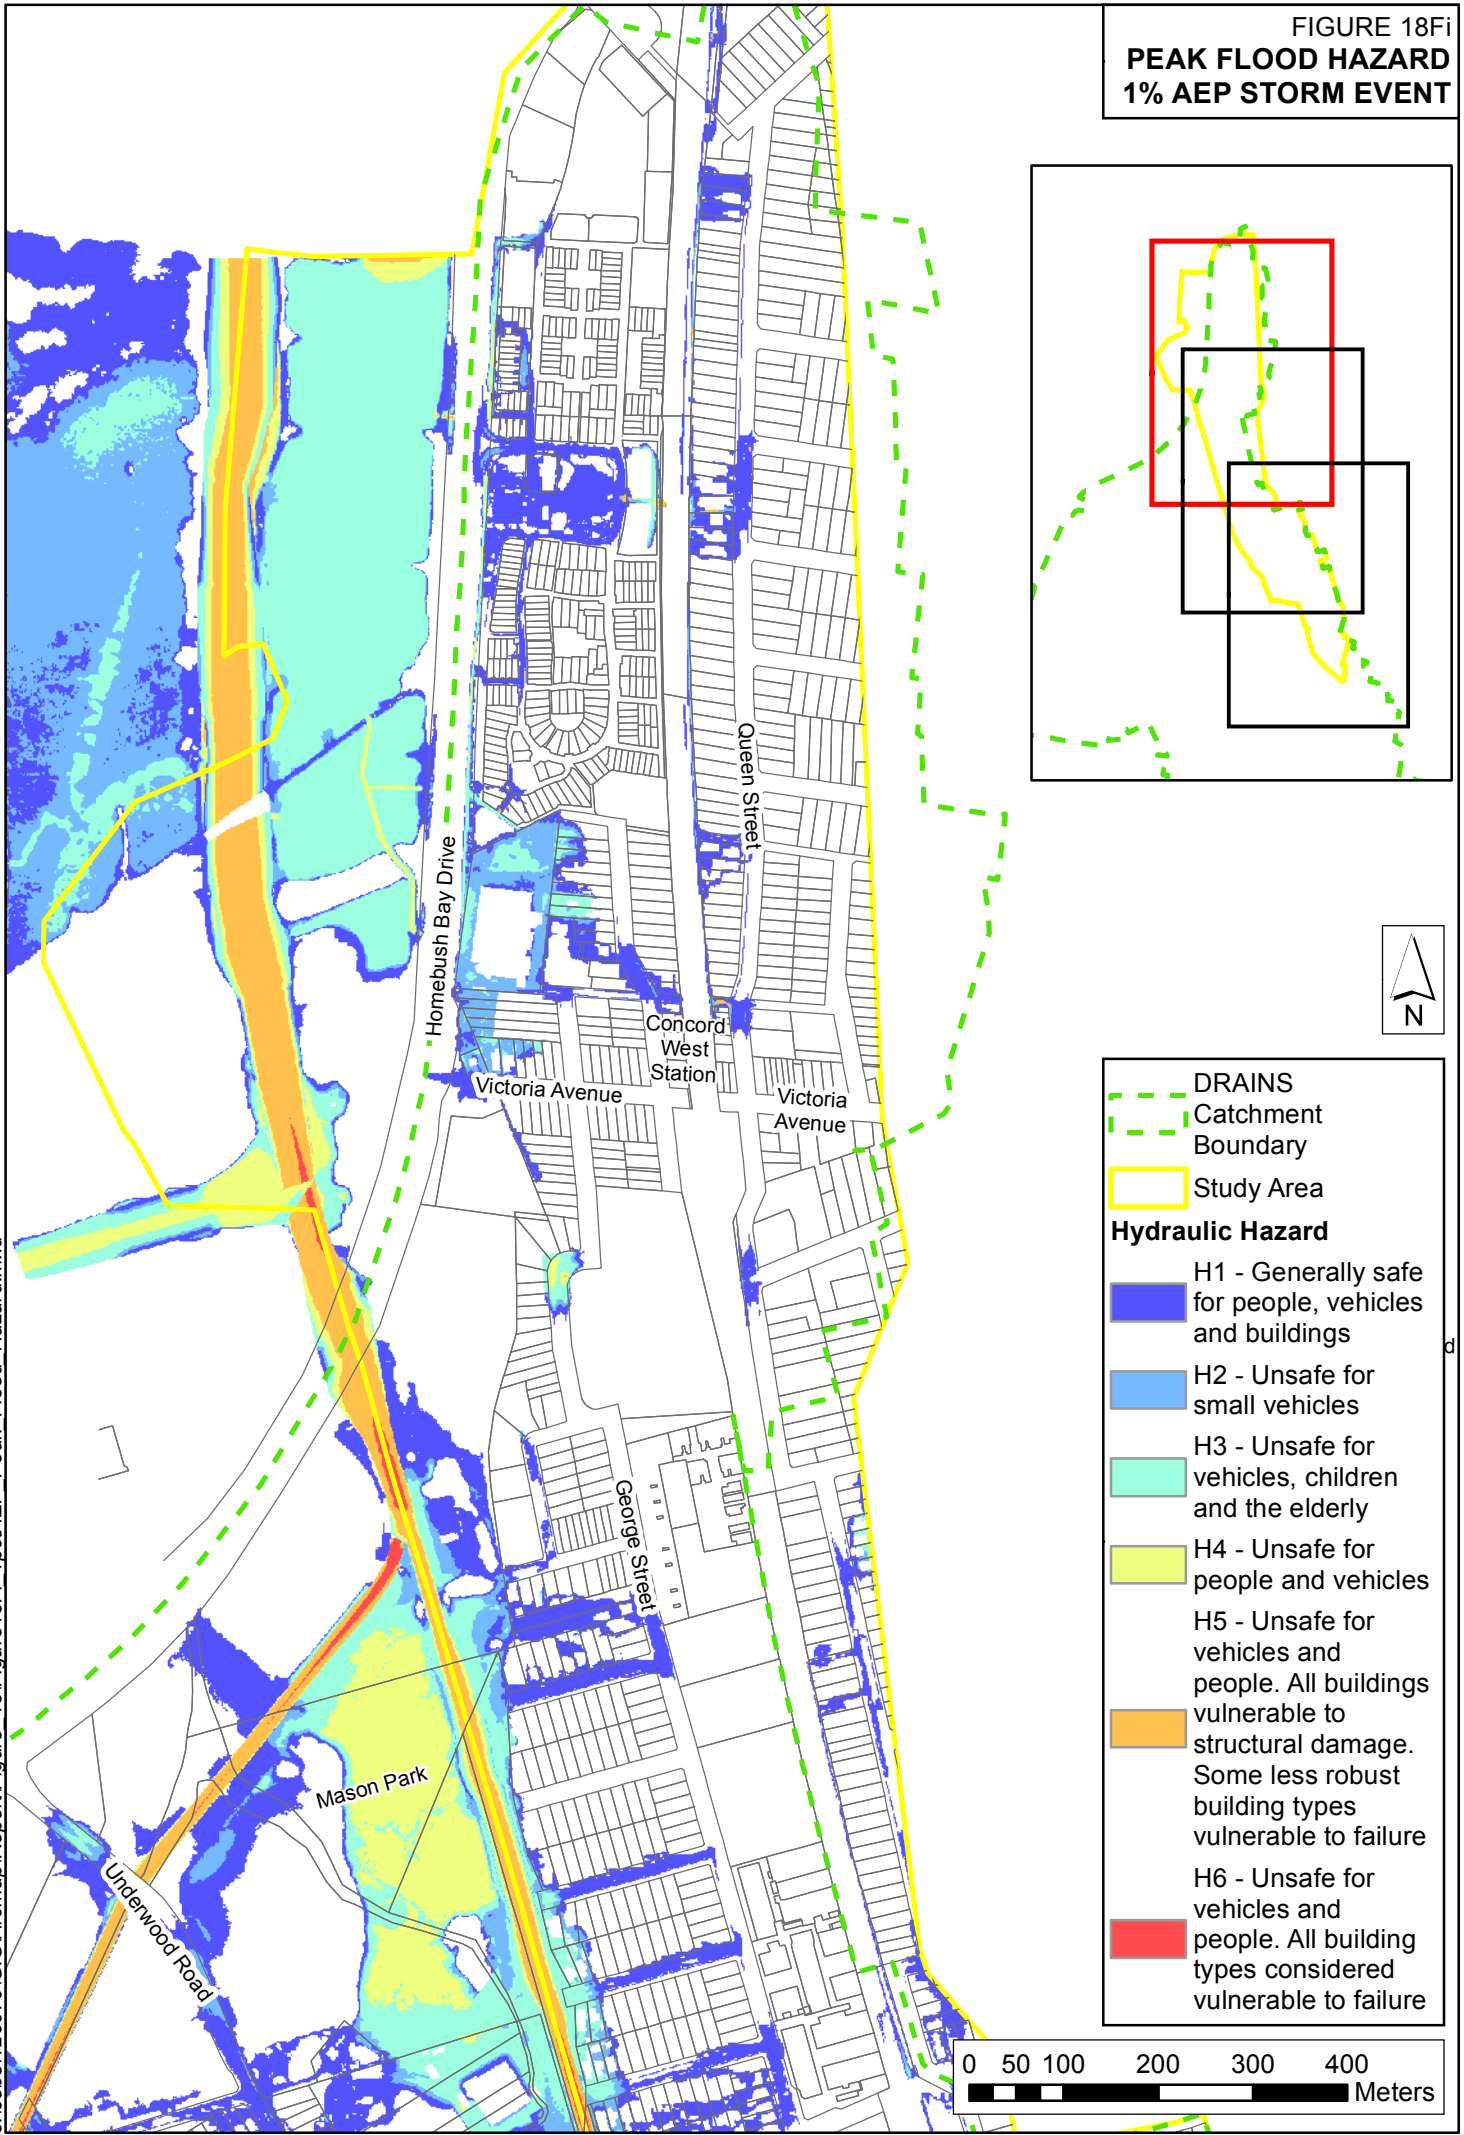 FIGURE 18Fi
PEAK FLOOD HAZARD
1% AEP STORM EVENT
Queen Street
Homebush Bay Drive
Concord
West
Station
Victoria Avenue
Victoria
Avenue
George Street
Mason Park
Underwood Road
N
DRAINS
Catchment
Boundary
Study Area
Hydraulic Hazard
H1 - Generally safe
for people, vehicles
and buildings
H2 - Unsafe for
small vehicles
H3 - Unsafe for
vehicles, children
and the elderly
H4 - Unsafe for
people and vehicles
H5 - Unsafe for
vehicles and
people. All buildings
vulnerable to
structural damage.
Some less robust
building types
vulnerable to failure
H6 - Unsafe for
vehicles and
people. All building
types considered
vulnerable to failure
d
0 50 100 200 300 400
Meters